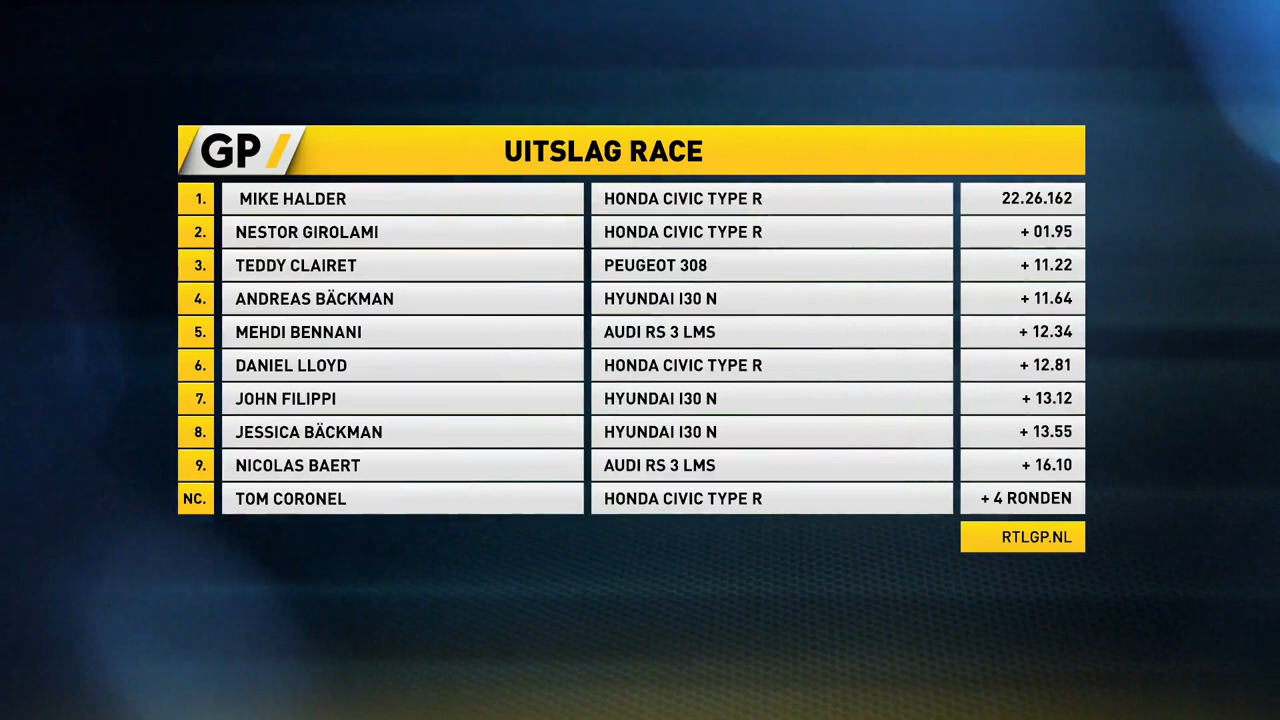 GP
UITSLAG RACE
1. MIKE HALDER HONDA CIVIC TYPE R 22.26.162
2. NESTOR GIROLAMI HONDA CIVIC TYPE R + 01.95
3. TEDDY CLAIRET PEUGEOT 308 + 11.22
4. ANDREAS BÄCKMAN HYUNDAI I30 N + 11.64
5. MEHDI BENNANI AUDI RS 3 LMS + 12.34
6. DANIEL LLOYD HONDA CIVIC TYPE R + 12.81
7. JOHN FILIPPI HYUNDAI I30 N + 13.12
8. JESSICA BÄCKMAN HYUNDAI I30 N + 13.55
9. NICOLAS BAERT AUDI RS 3 LMS + 16.10
NC. TOM CORONEL HONDA CIVIC TYPE R + 4 RONDEN
RTLGP.NL